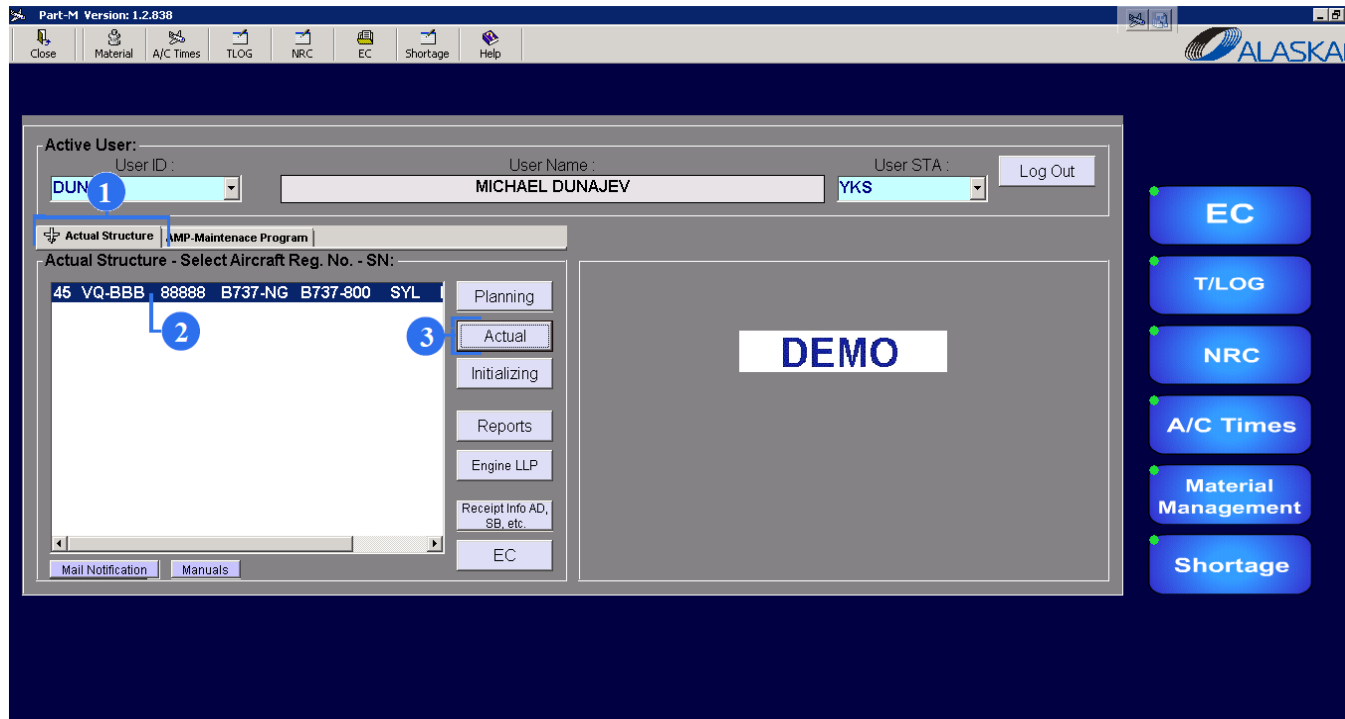 Part-M Version: 1.2.838
Close Material A/C Times TLOG NRC EC Shortage Help
ALASKA
Active User:
User ID : User Name : User STA :
DUN MICHAEL DUNAJEV YKS Log Out
1
Actual Structure AMP-Maintenace Program
Actual Structure - Select Aircraft Reg. No. - SN:
45 VQ-BBB 88888 B737-NG B737-800 SYL
2
3
Planning
Actual
Initializing
Reports
Engine LLP
Receipt Info AD,
SB, etc.
EC
Mail Notification Manuals
DEMO
EC
T/LOG
NRC
A/C Times
Material
Management
Shortage